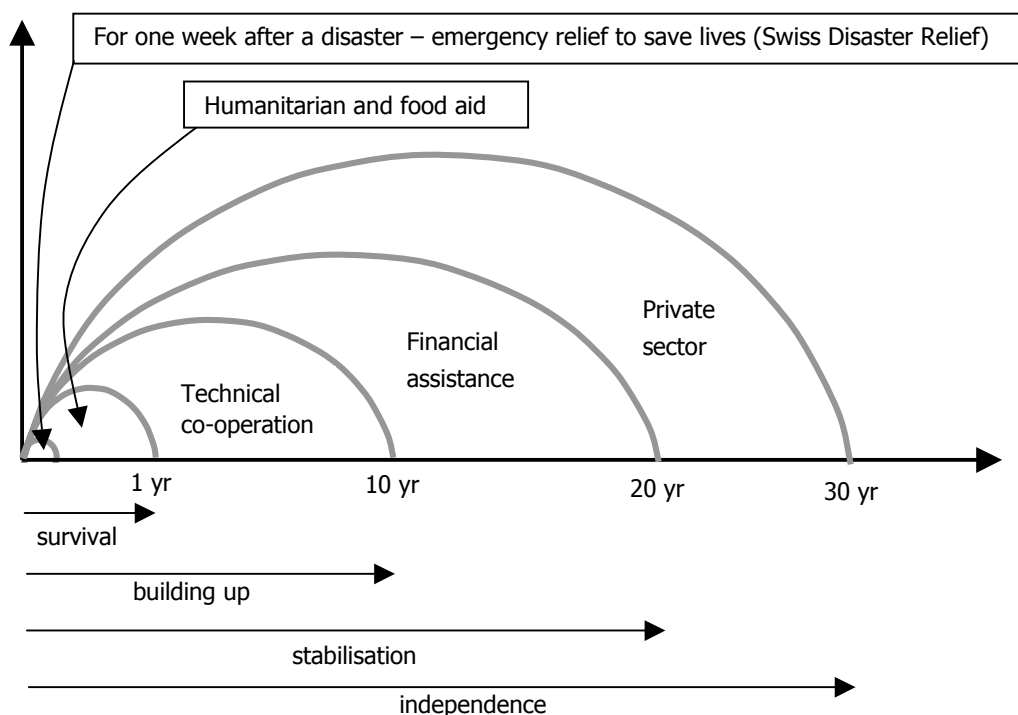 For one week after a disaster – emergency relief to save lives (Swiss Disaster Relief)
Humanitarian and food aid
Private
sector
Financial
assistance
Technical
co-operation
1 yr
10 yr
20 yr
30 yr
survival
building up
stabilisation
independence